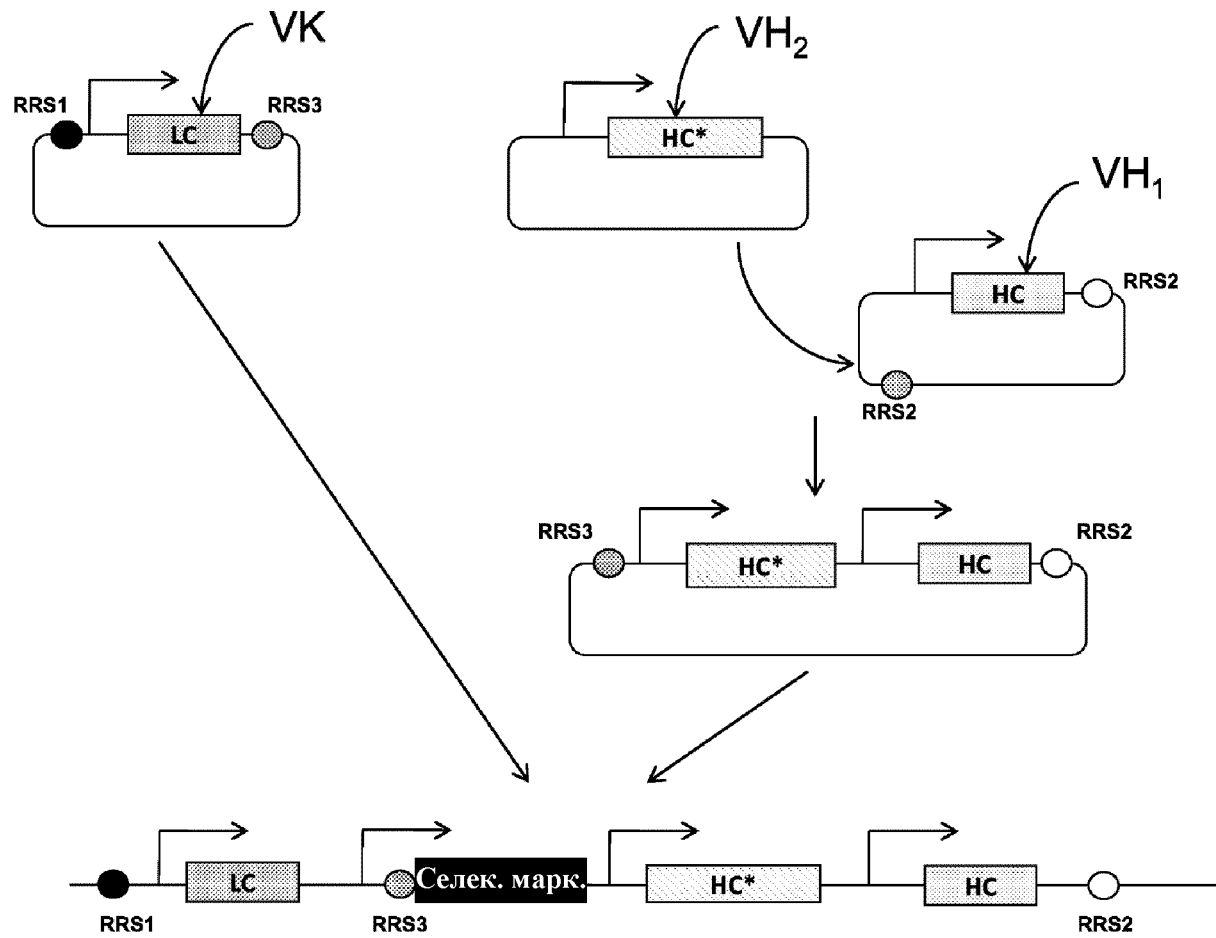 VK
VH₂
RRS1
RRS3
LC
HC*
VH₁
HC
RRS2
RRS2
RRS3
RRS2
HC*
HC
LC
Селек. марк.
HC*
HC
RRS1
RRS3
RRS2